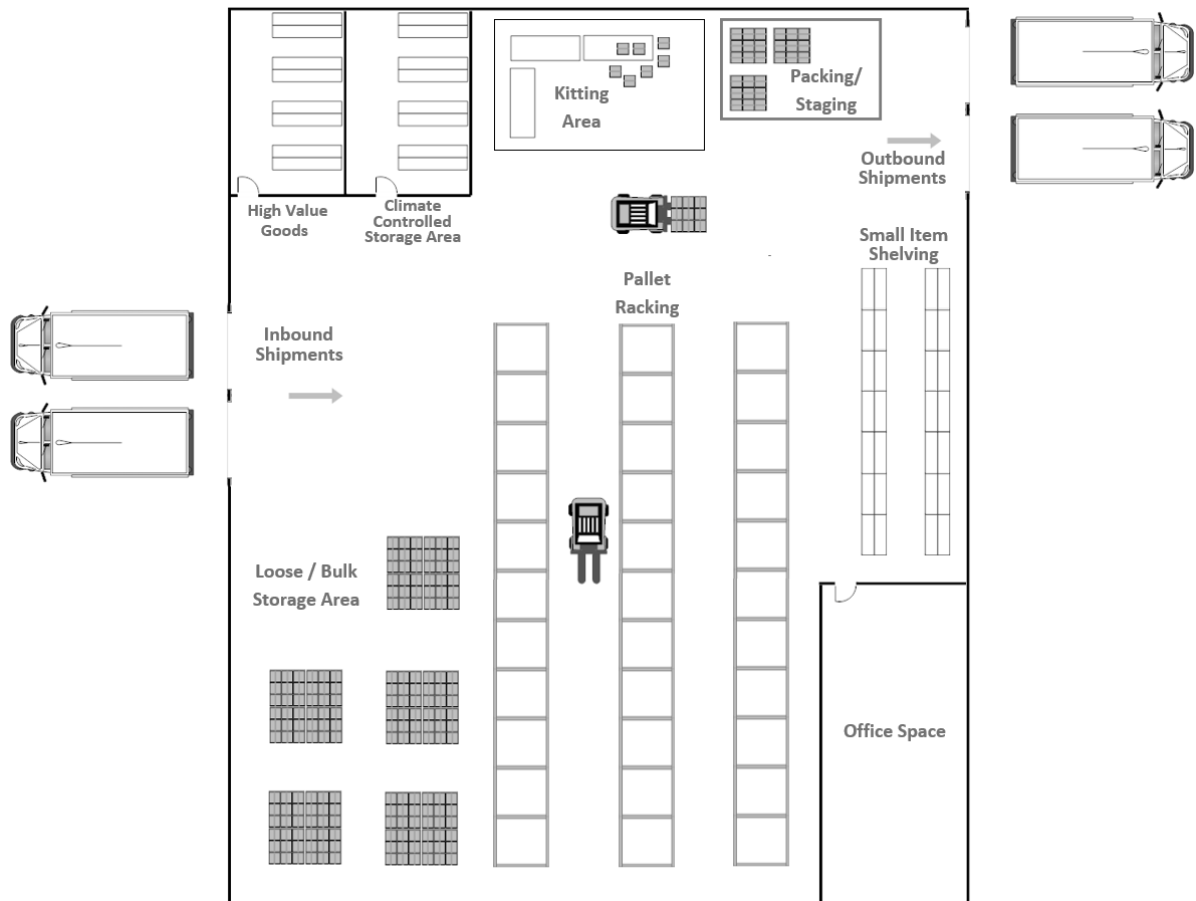 Kitting
Area
Packing/
Staging
Outbound
Shipments
High Value
Goods
Climate
Controlled
Storage Area
Small Item
Shelving
Pallet
Racking
Inbound
Shipments
Loose / Bulk
Storage Area
Office Space